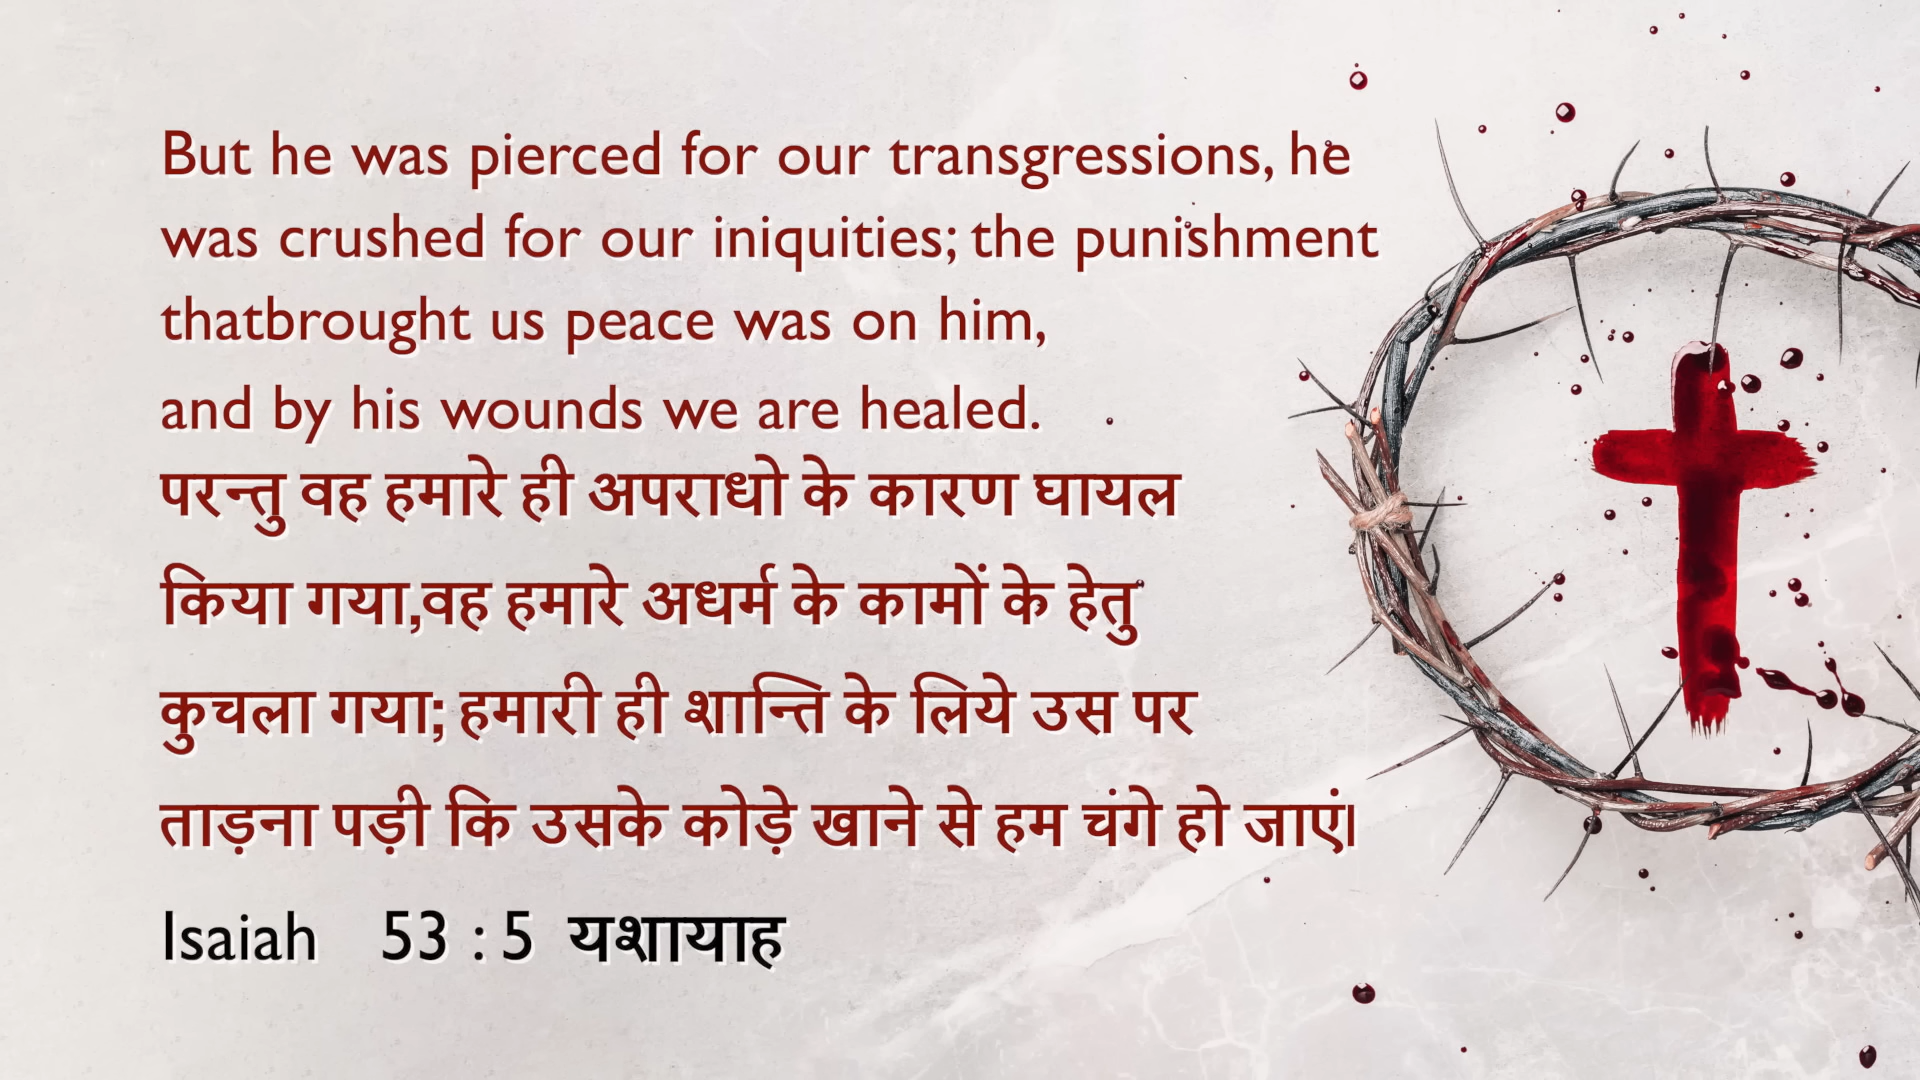 But he was pierced for our transgressions, he
was crushed for our iniquities; the punishment
thatbrought us peace was on him,
and by his wounds we are healed.
परन्तु वह हमारे ही अपराधो के कारण घायल
किया गया,वह हमारे अधर्म के कामों के हेतु
कुचला गया; हमारी ही शान्ति के लिये उस पर
ताड़ना पड़ी कि उसके कोड़े खाने से हम चंगे हो जाएं।
Isaiah 53 : 5 यशायाह